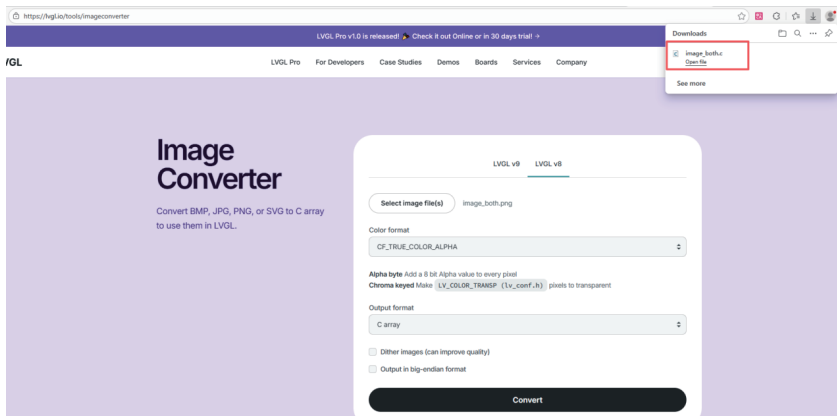 https://lvgl.io/tools/imageconverter
LVGL Pro v1.0 is released! 🚀 Check it out Online or in 30 days trial! →
Downloads
image_both.c
Open file
See more
VGL
LVGL Pro For Developers Case Studies Demos Boards Services Company
Image
Converter
Convert BMP, JPG, PNG, or SVG to C array
to use them in LVGL.
LVGL v9 LVGL v8
Select image file(s) image_both.png
Color format
CF_TRUE_COLOR_ALPHA
Alpha byte Add a 8 bit Alpha value to every pixel
Chroma keyed Make LV_COLOR_TRANSP (lv_conf.h) pixels to transparent
Output format
C array
Dither images (can improve quality)
Output in big-endian format
Convert